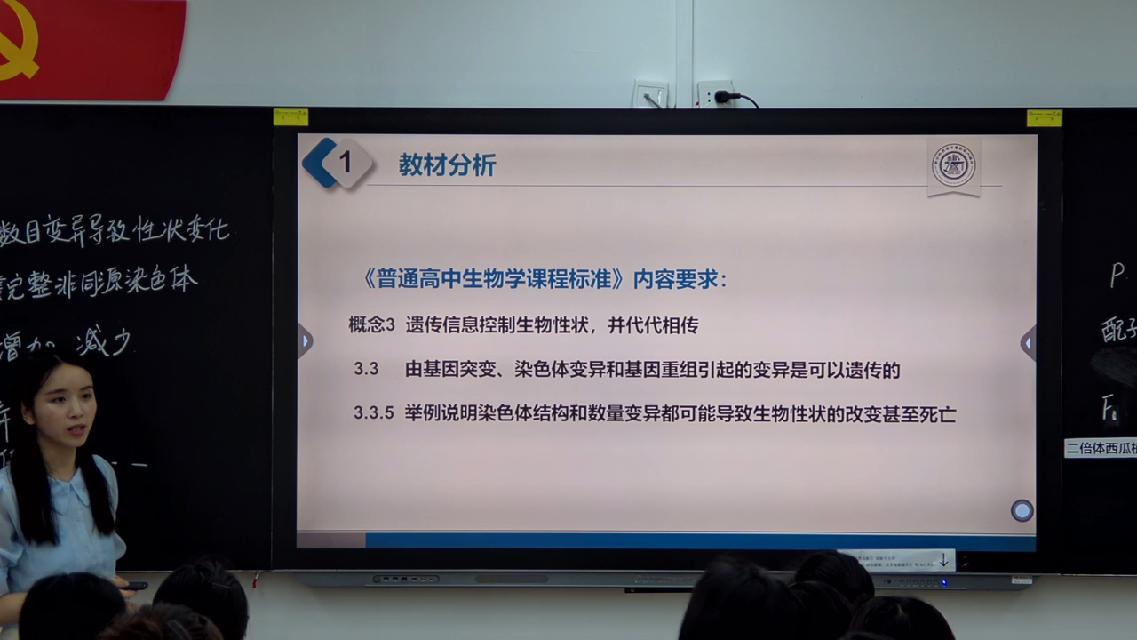 1 教材分析
《普通高中生物学课程标准》内容要求：
概念3 遗传信息控制生物性状，并代代相传
3.3 由基因突变、染色体变异和基因重组引起的变异是可以遗传的
3.3.5 举例说明染色体结构和数量变异都可能导致生物性状的改变甚至死亡
数目变异导致性状变化
完整非同源染色体
增加 减少
P
配子
F₁
二倍体西瓜